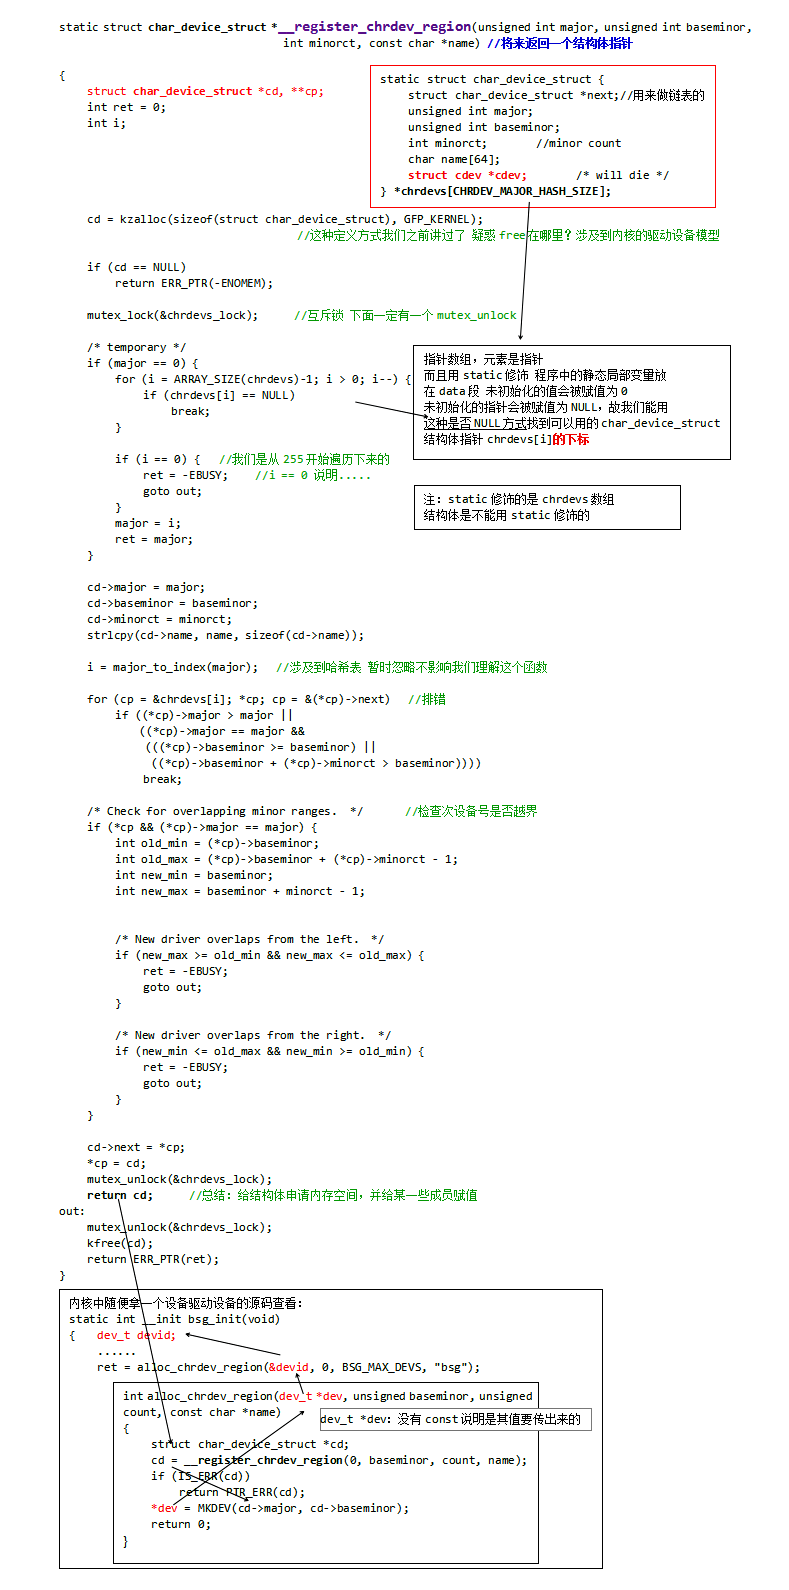 static struct char_device_struct *__register_chrdev_region(unsigned int major, unsigned int baseminor,
int minorct, const char *name) //将来返回一个结构体指针
{
struct char_device_struct *cd, **cp;
int ret = 0;
int i;
static struct char_device_struct {
struct char_device_struct *next;//用来做链表的
unsigned int major;
unsigned int baseminor;
int minorct; //minor count
char name[64];
struct cdev *cdev; /* will die */
} *chrdevs[CHRDEV_MAJOR_HASH_SIZE];
cd = kzalloc(sizeof(struct char_device_struct), GFP_KERNEL);
//这种定义方式我们之前讲过了 疑惑 free在哪里？涉及到内核的驱动设备模型
if (cd == NULL)
return ERR_PTR(-ENOMEM);
mutex_lock(&chrdevs_lock); //互斥锁 下面一定有一个 mutex_unlock
/* temporary */
if (major == 0) {
for (i = ARRAY_SIZE(chrdevs)-1; i > 0; i--) {
if (chrdevs[i] == NULL)
break;
}
指针数组，元素是指针
而且用 static 修饰 程序中的静态局部变量放
在 data 段 未初始化的值会被赋值为 0
未初始化的指针会被赋值为 NULL，故我们能用
这种是否 NULL 方式找到可以用的 char_device_struct
结构体指针 chrdevs[i]的下标
if (i == 0) { //我们是从 255 开始遍历下来的
ret = -EBUSY; //i == 0 说明.....
goto out;
}
major = i;
ret = major;
}
注：static 修饰的是 chrdevs 数组
结构体是不能用 static 修饰的
cd->major = major;
cd->baseminor = baseminor;
cd->minorct = minorct;
strlcpy(cd->name, name, sizeof(cd->name));
i = major_to_index(major); //涉及到哈希表 暂时忽略不影响我们理解这个函数
for (cp = &chrdevs[i]; *cp; cp = &(*cp)->next) //排错
if ((*cp)->major > major ||
((*cp)->major == major &&
(((*cp)->baseminor >= baseminor) ||
((*cp)->baseminor + (*cp)->minorct > baseminor))))
break;
/* Check for overlapping minor ranges. */ //检查次设备号是否越界
if (*cp && (*cp)->major == major) {
int old_min = (*cp)->baseminor;
int old_max = (*cp)->baseminor + (*cp)->minorct - 1;
int new_min = baseminor;
int new_max = baseminor + minorct - 1;
/* New driver overlaps from the left. */
if (new_max >= old_min && new_max <= old_max) {
ret = -EBUSY;
goto out;
}
/* New driver overlaps from the right. */
if (new_min <= old_max && new_min >= old_min) {
ret = -EBUSY;
goto out;
}
}
cd->next = *cp;
*cp = cd;
mutex_unlock(&chrdevs_lock);
return cd; //总结：给结构体申请内存空间，并给某一些成员赋值
out:
mutex_unlock(&chrdevs_lock);
kfree(cd);
return ERR_PTR(ret);
}
内核中随便拿一个设备驱动设备的源码查看：
static int __init bsg_init(void)
{ dev_t devid;
......
ret = alloc_chrdev_region(&devid, 0, BSG_MAX_DEVS, "bsg");
int alloc_chrdev_region(dev_t *dev, unsigned baseminor, unsigned
count, const char *name)
dev_t *dev：没有 const 说明是其值要传出来的
{
struct char_device_struct *cd;
cd = __register_chrdev_region(0, baseminor, count, name);
if (IS_ERR(cd))
return PTR_ERR(cd);
*dev = MKDEV(cd->major, cd->baseminor);
return 0;
}